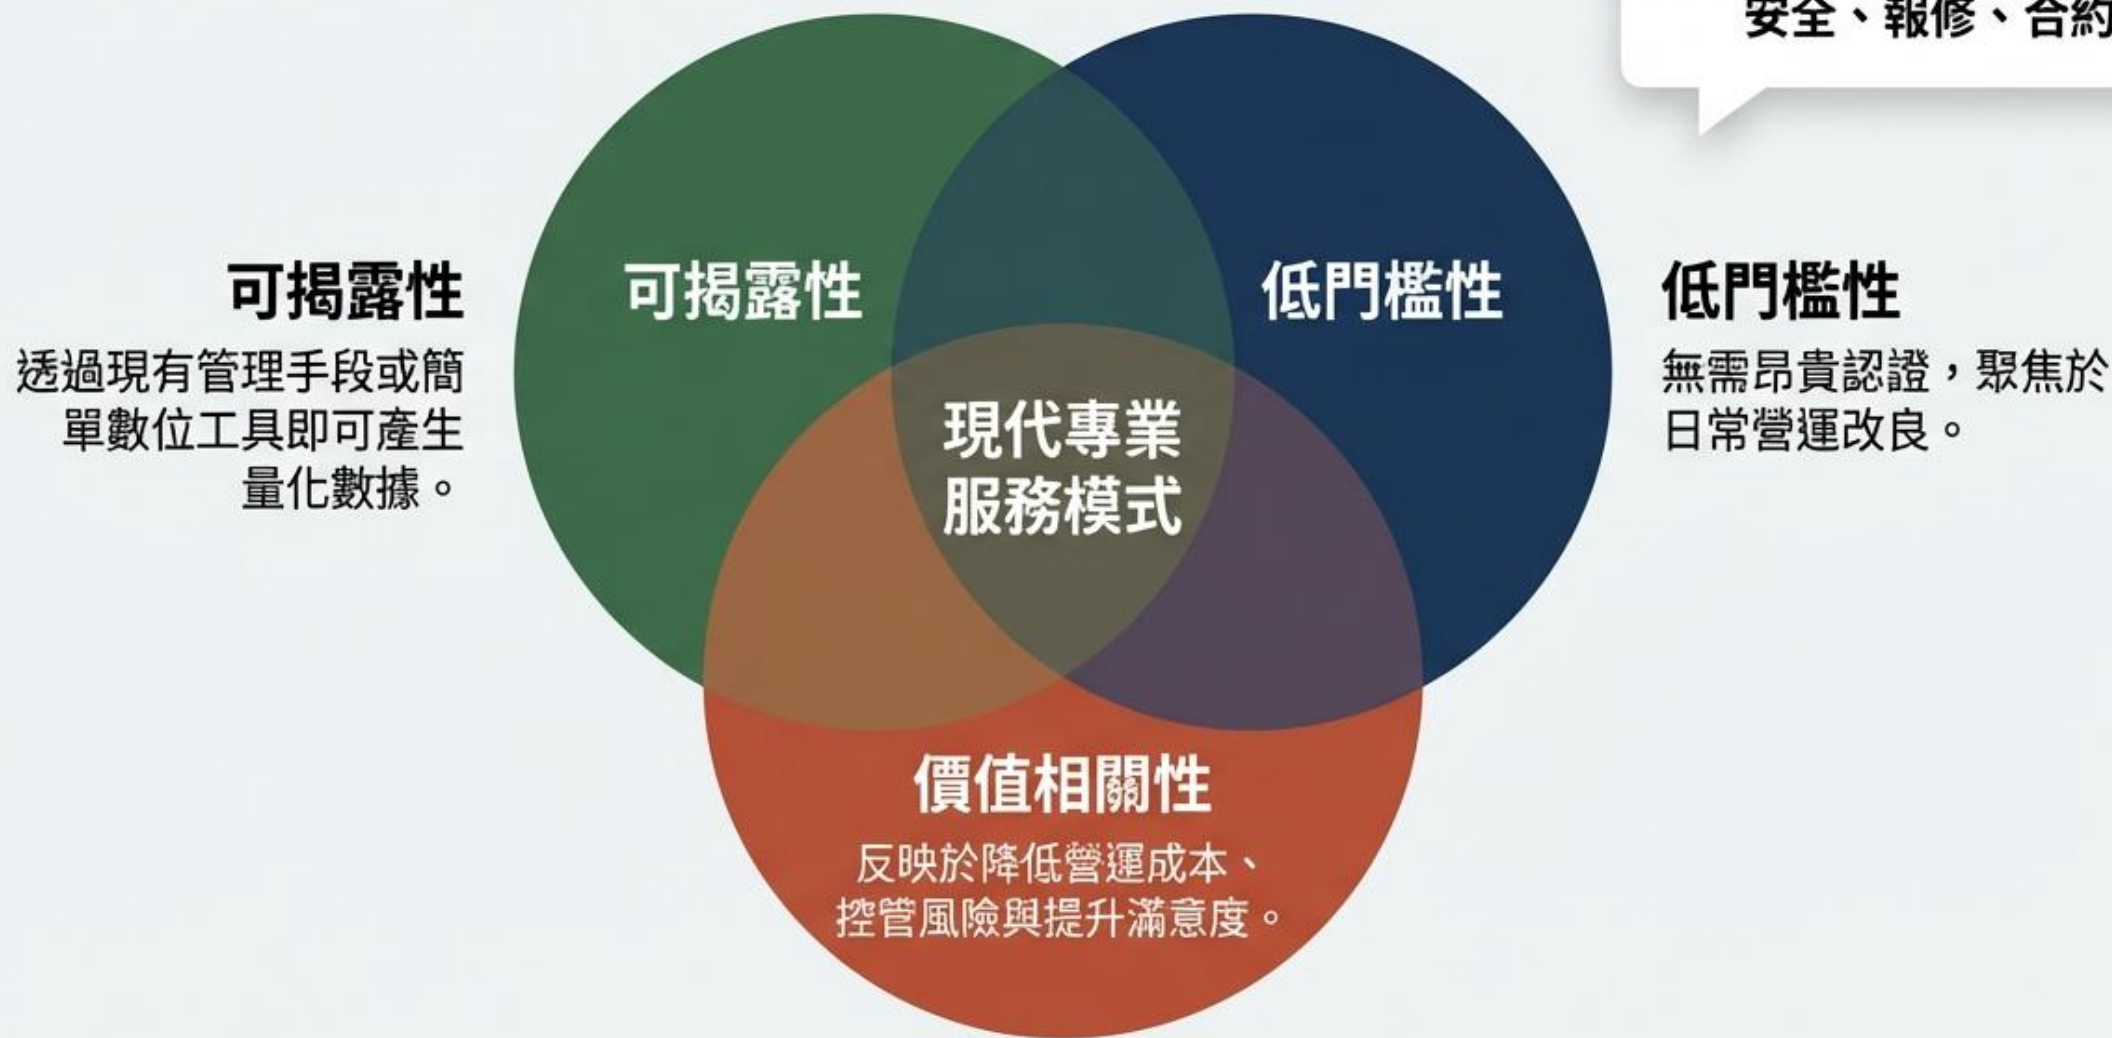 安全、報修、合約
可揭露性
透過現有管理手段或簡
單數位工具即可產生
量化數據。
可揭露性
低門檻性
現代專業
服務模式
低門檻性
無需昂貴認證，聚焦於
日常營運改良。
價值相關性
反映於降低營運成本、
控管風險與提升滿意度。